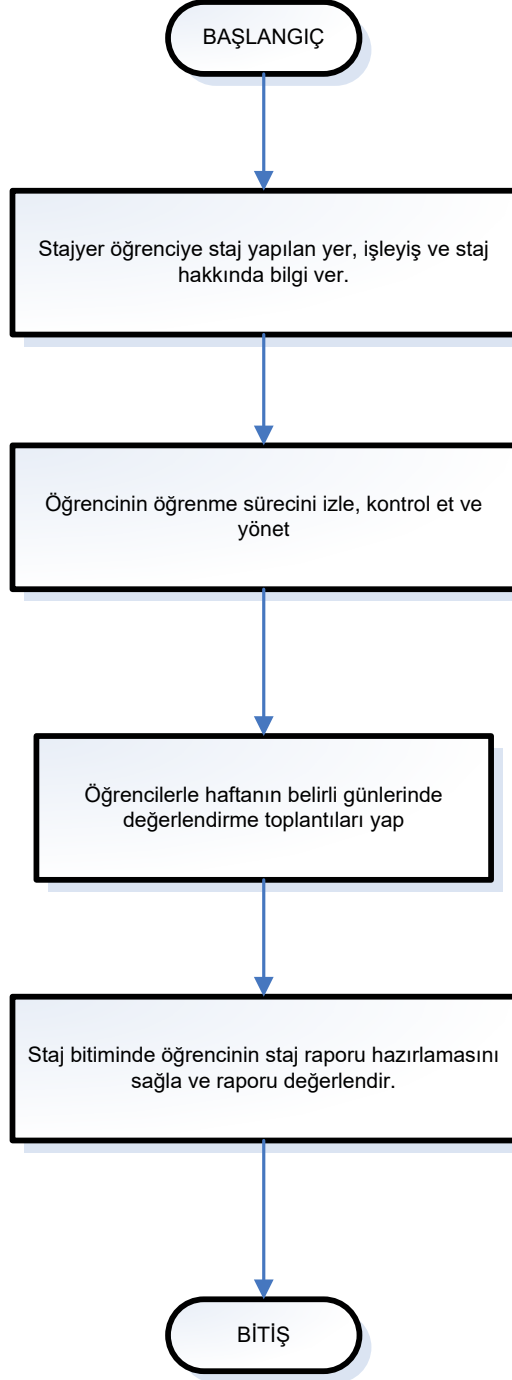 BAŞLANGIÇ
Stajyer öğrenciye staj yapılan yer, işleyiş ve staj
hakkında bilgi ver.
Öğrencinin öğrenme sürecini izle, kontrol et ve
yönet
Öğrencilerle haftanın belirli günlerinde
değerlendirme toplantıları yap
Staj bitiminde öğrencinin staj raporu hazırlamasını
sağla ve raporu değerlendir.
BİTİŞ